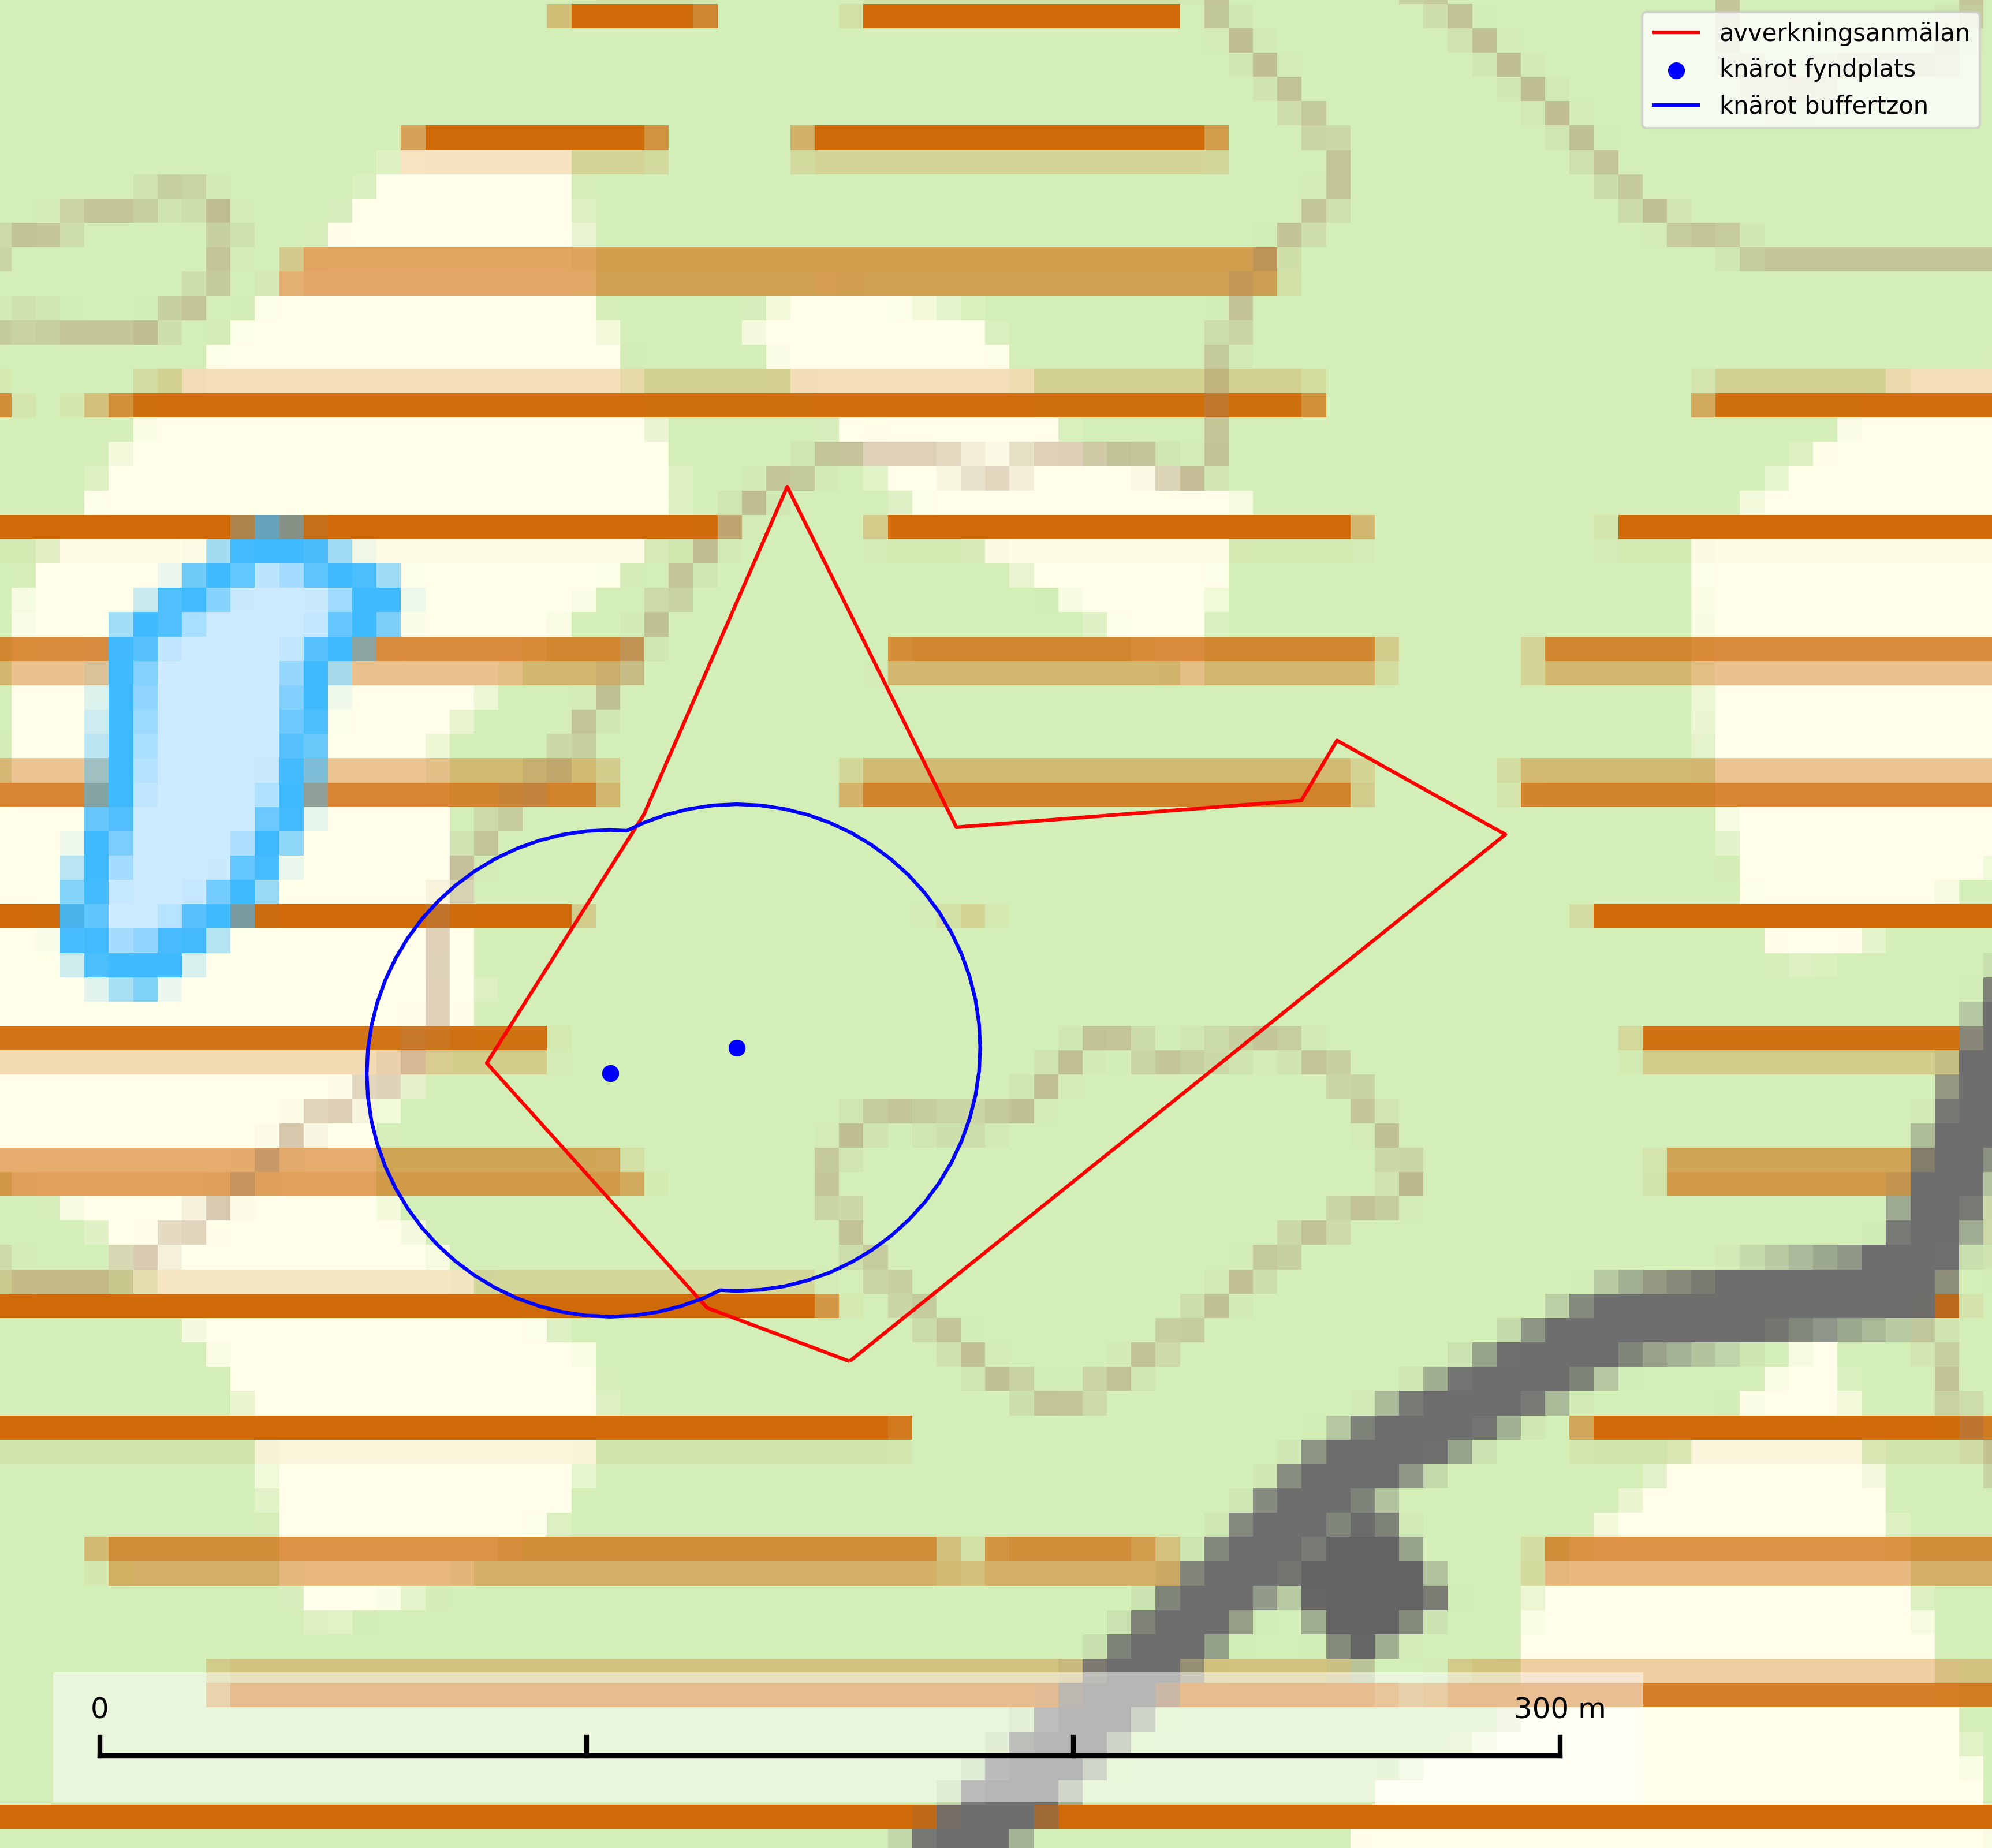 avverkningsanmälan
knärot fyndplats
knärot buffertzon
0
300 m